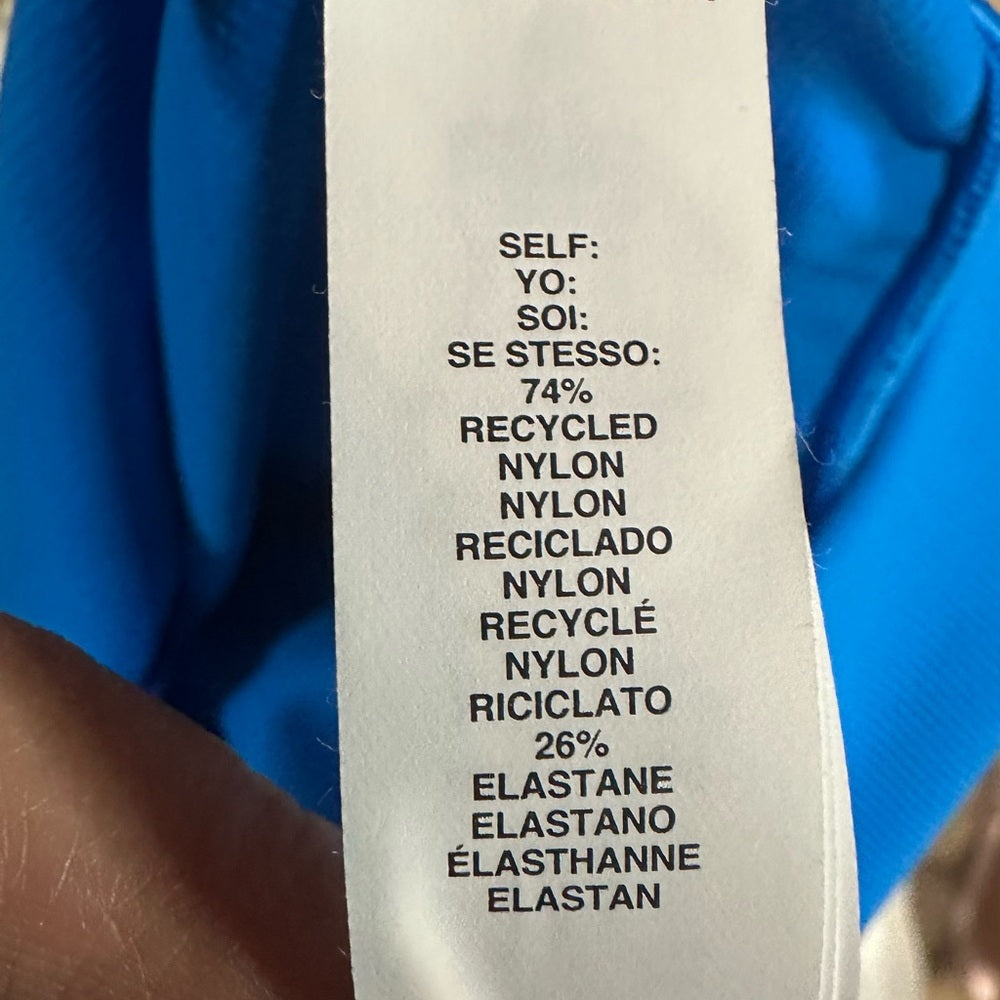 SELF:
YO:
SOI:
SE STESSO:
74%
RECYCLED
NYLON
NYLON
RECICLADO
NYLON
RECYCLÉ
NYLON
RICICLATO
26%
ELASTANE
ELASTANO
ÉLASTHANNE
ELASTAN